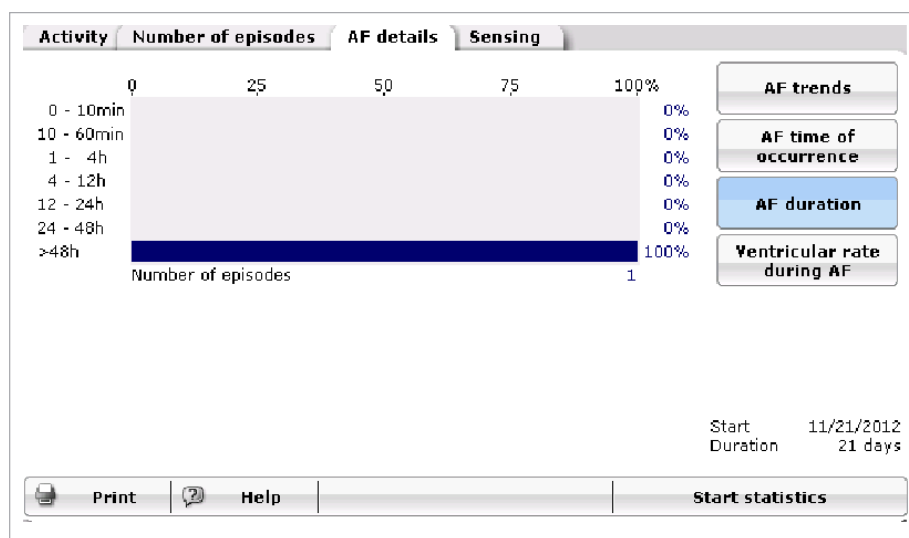 Activity Number of episodes AF details Sensing
0 25 50 75 100%
0 - 10min 0%
10 - 60min 0%
1 - 4h 0%
4 - 12h 0%
12 - 24h 0%
24 - 48h 0%
>48h 100%
Number of episodes 1
AF trends
AF time of
occurrence
AF duration
Ventricular rate
during AF
Start 11/21/2012
Duration 21 days
Print Help Start statistics